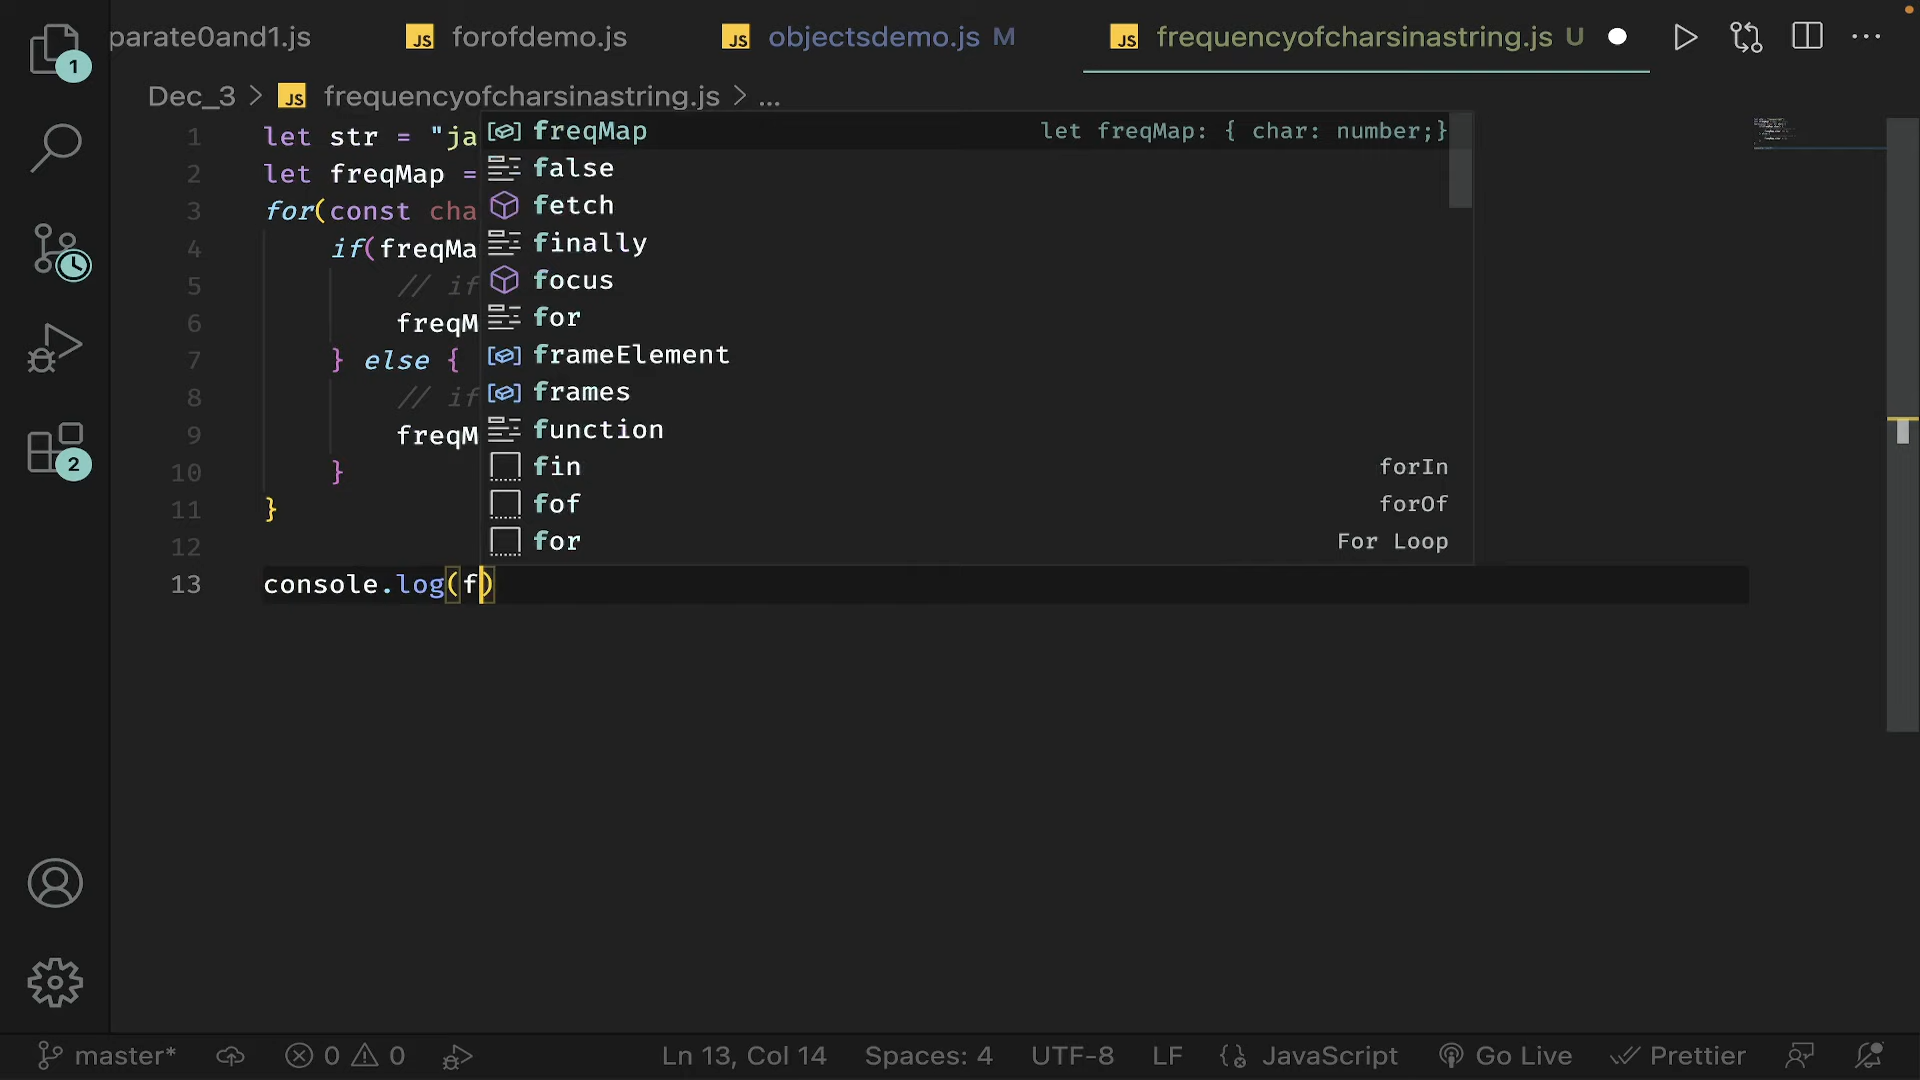 parate0and1.js
JS forofdemo.js
JS objectsdemo.js M
JS frequencyofcharsinastring.js U
Dec_3 > JS frequencyofcharsinastring.js > ...
1 let str = "ja
2 let freqMap =
3 for(const cha
4 if(freqMa
5 // if
6 freqM
7 } else {
8 // if
9 freqM
10 }
11 }
12
13 console.log(f)
freqMap let freqMap: { char: number;}
false
fetch
finally
focus
for
frameElement
frames
function
fin forIn
fof forOf
for For Loop
1
2
master* 0 0 Ln 13, Col 14 Spaces: 4 UTF-8 LF JavaScript Go Live Prettier